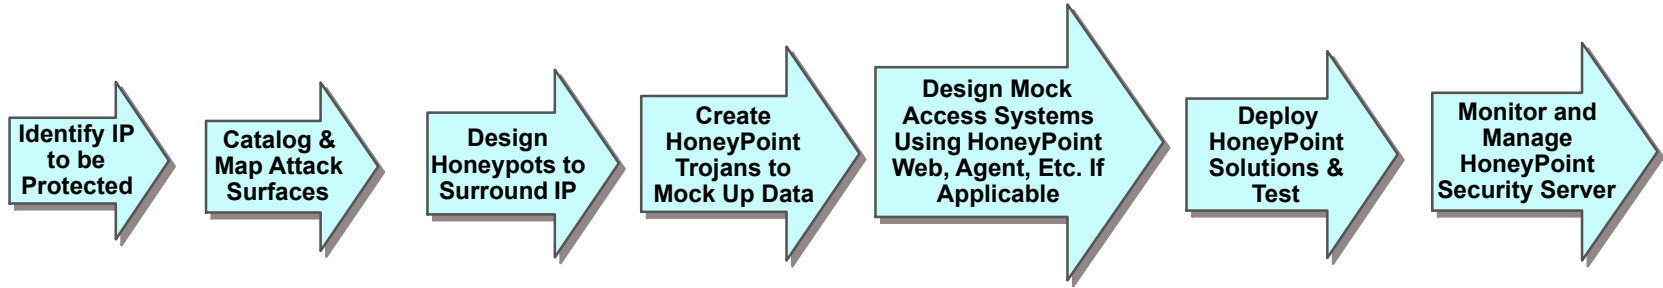 Identify IP
to be
Protected
Catalog &
Map Attack
Surfaces
Design
Honeypots to
Surround IP
Create
HoneyPoint
Trojans to
Mock Up Data
Design Mock
Access Systems
Using HoneyPoint
Web, Agent, Etc. If
Applicable
Deploy
HoneyPoint
Solutions &
Test
Monitor and
Manage
HoneyPoint
Security Server